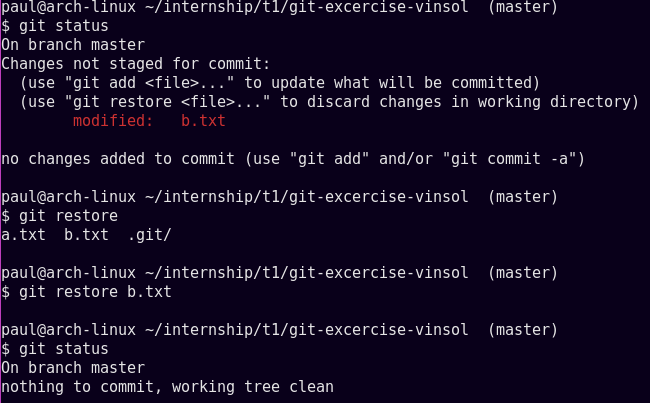 paul@arch-linux ~/internship/t1/git-excercise-vinsol  (master)
$ git status
On branch master
Changes not staged for commit:
  (use "git add <file>..." to update what will be committed)
  (use "git restore <file>..." to discard changes in working directory)
        modified:   b.txt

no changes added to commit (use "git add" and/or "git commit -a")

paul@arch-linux ~/internship/t1/git-excercise-vinsol  (master)
$ git restore
a.txt  b.txt  .git/

paul@arch-linux ~/internship/t1/git-excercise-vinsol  (master)
$ git restore b.txt

paul@arch-linux ~/internship/t1/git-excercise-vinsol  (master)
$ git status
On branch master
nothing to commit, working tree clean